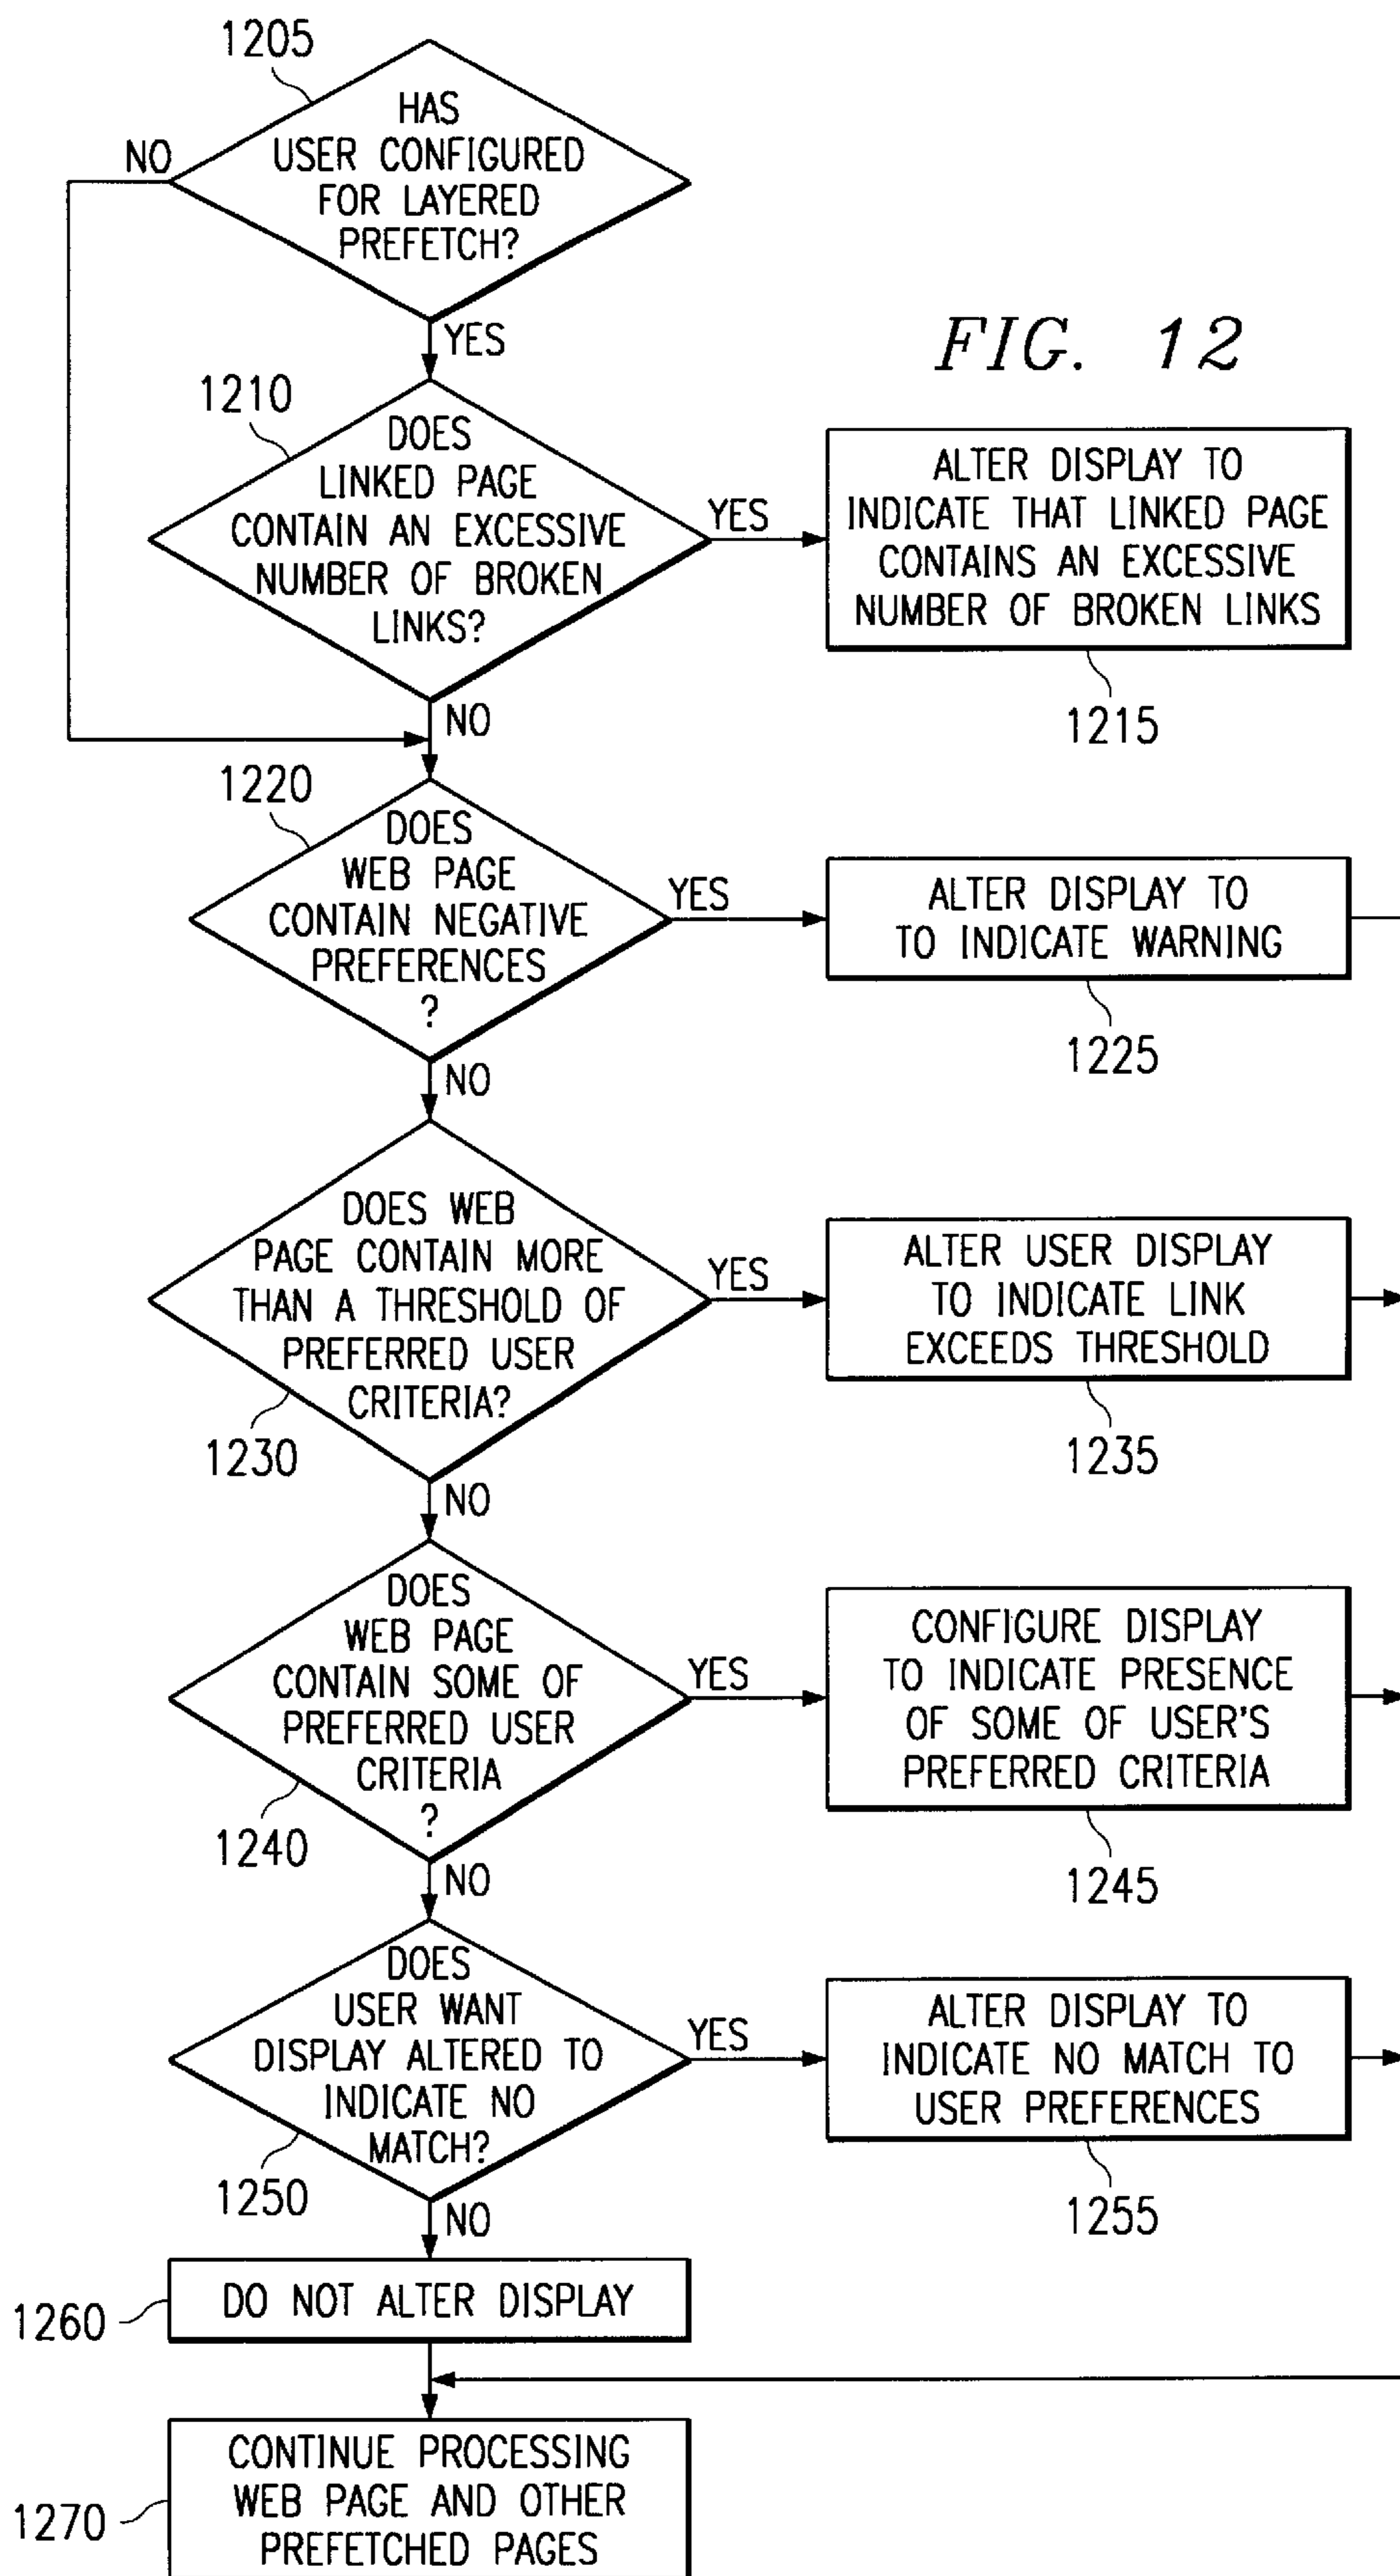 1205
HAS
USER CONFIGURED
FOR LAYERED
PREFETCH?
NO
YES
FIG. 12
1210
DOES
LINKED PAGE
CONTAIN AN EXCESSIVE
NUMBER OF BROKEN
LINKS?
YES
ALTER DISPLAY TO
INDICATE THAT LINKED PAGE
CONTAINS AN EXCESSIVE
NUMBER OF BROKEN LINKS
1215
NO
1220
DOES
WEB PAGE
CONTAIN NEGATIVE
PREFERENCES
?
YES
ALTER DISPLAY TO
TO INDICATE WARNING
1225
NO
DOES WEB
PAGE CONTAIN MORE
THAN A THRESHOLD OF
PREFERRED USER
CRITERIA?
1230
YES
ALTER USER DISPLAY
TO INDICATE LINK
EXCEEDS THRESHOLD
1235
NO
DOES
WEB PAGE
CONTAIN SOME OF
PREFERRED USER
CRITERIA
?
1240
YES
CONFIGURE DISPLAY
TO INDICATE PRESENCE
OF SOME OF USER'S
PREFERRED CRITERIA
1245
NO
DOES
USER WANT
DISPLAY ALTERED TO
INDICATE NO
MATCH?
1250
YES
ALTER DISPLAY TO
INDICATE NO MATCH TO
USER PREFERENCES
1255
NO
DO NOT ALTER DISPLAY
1260
CONTINUE PROCESSING
WEB PAGE AND OTHER
PREFETCHED PAGES
1270